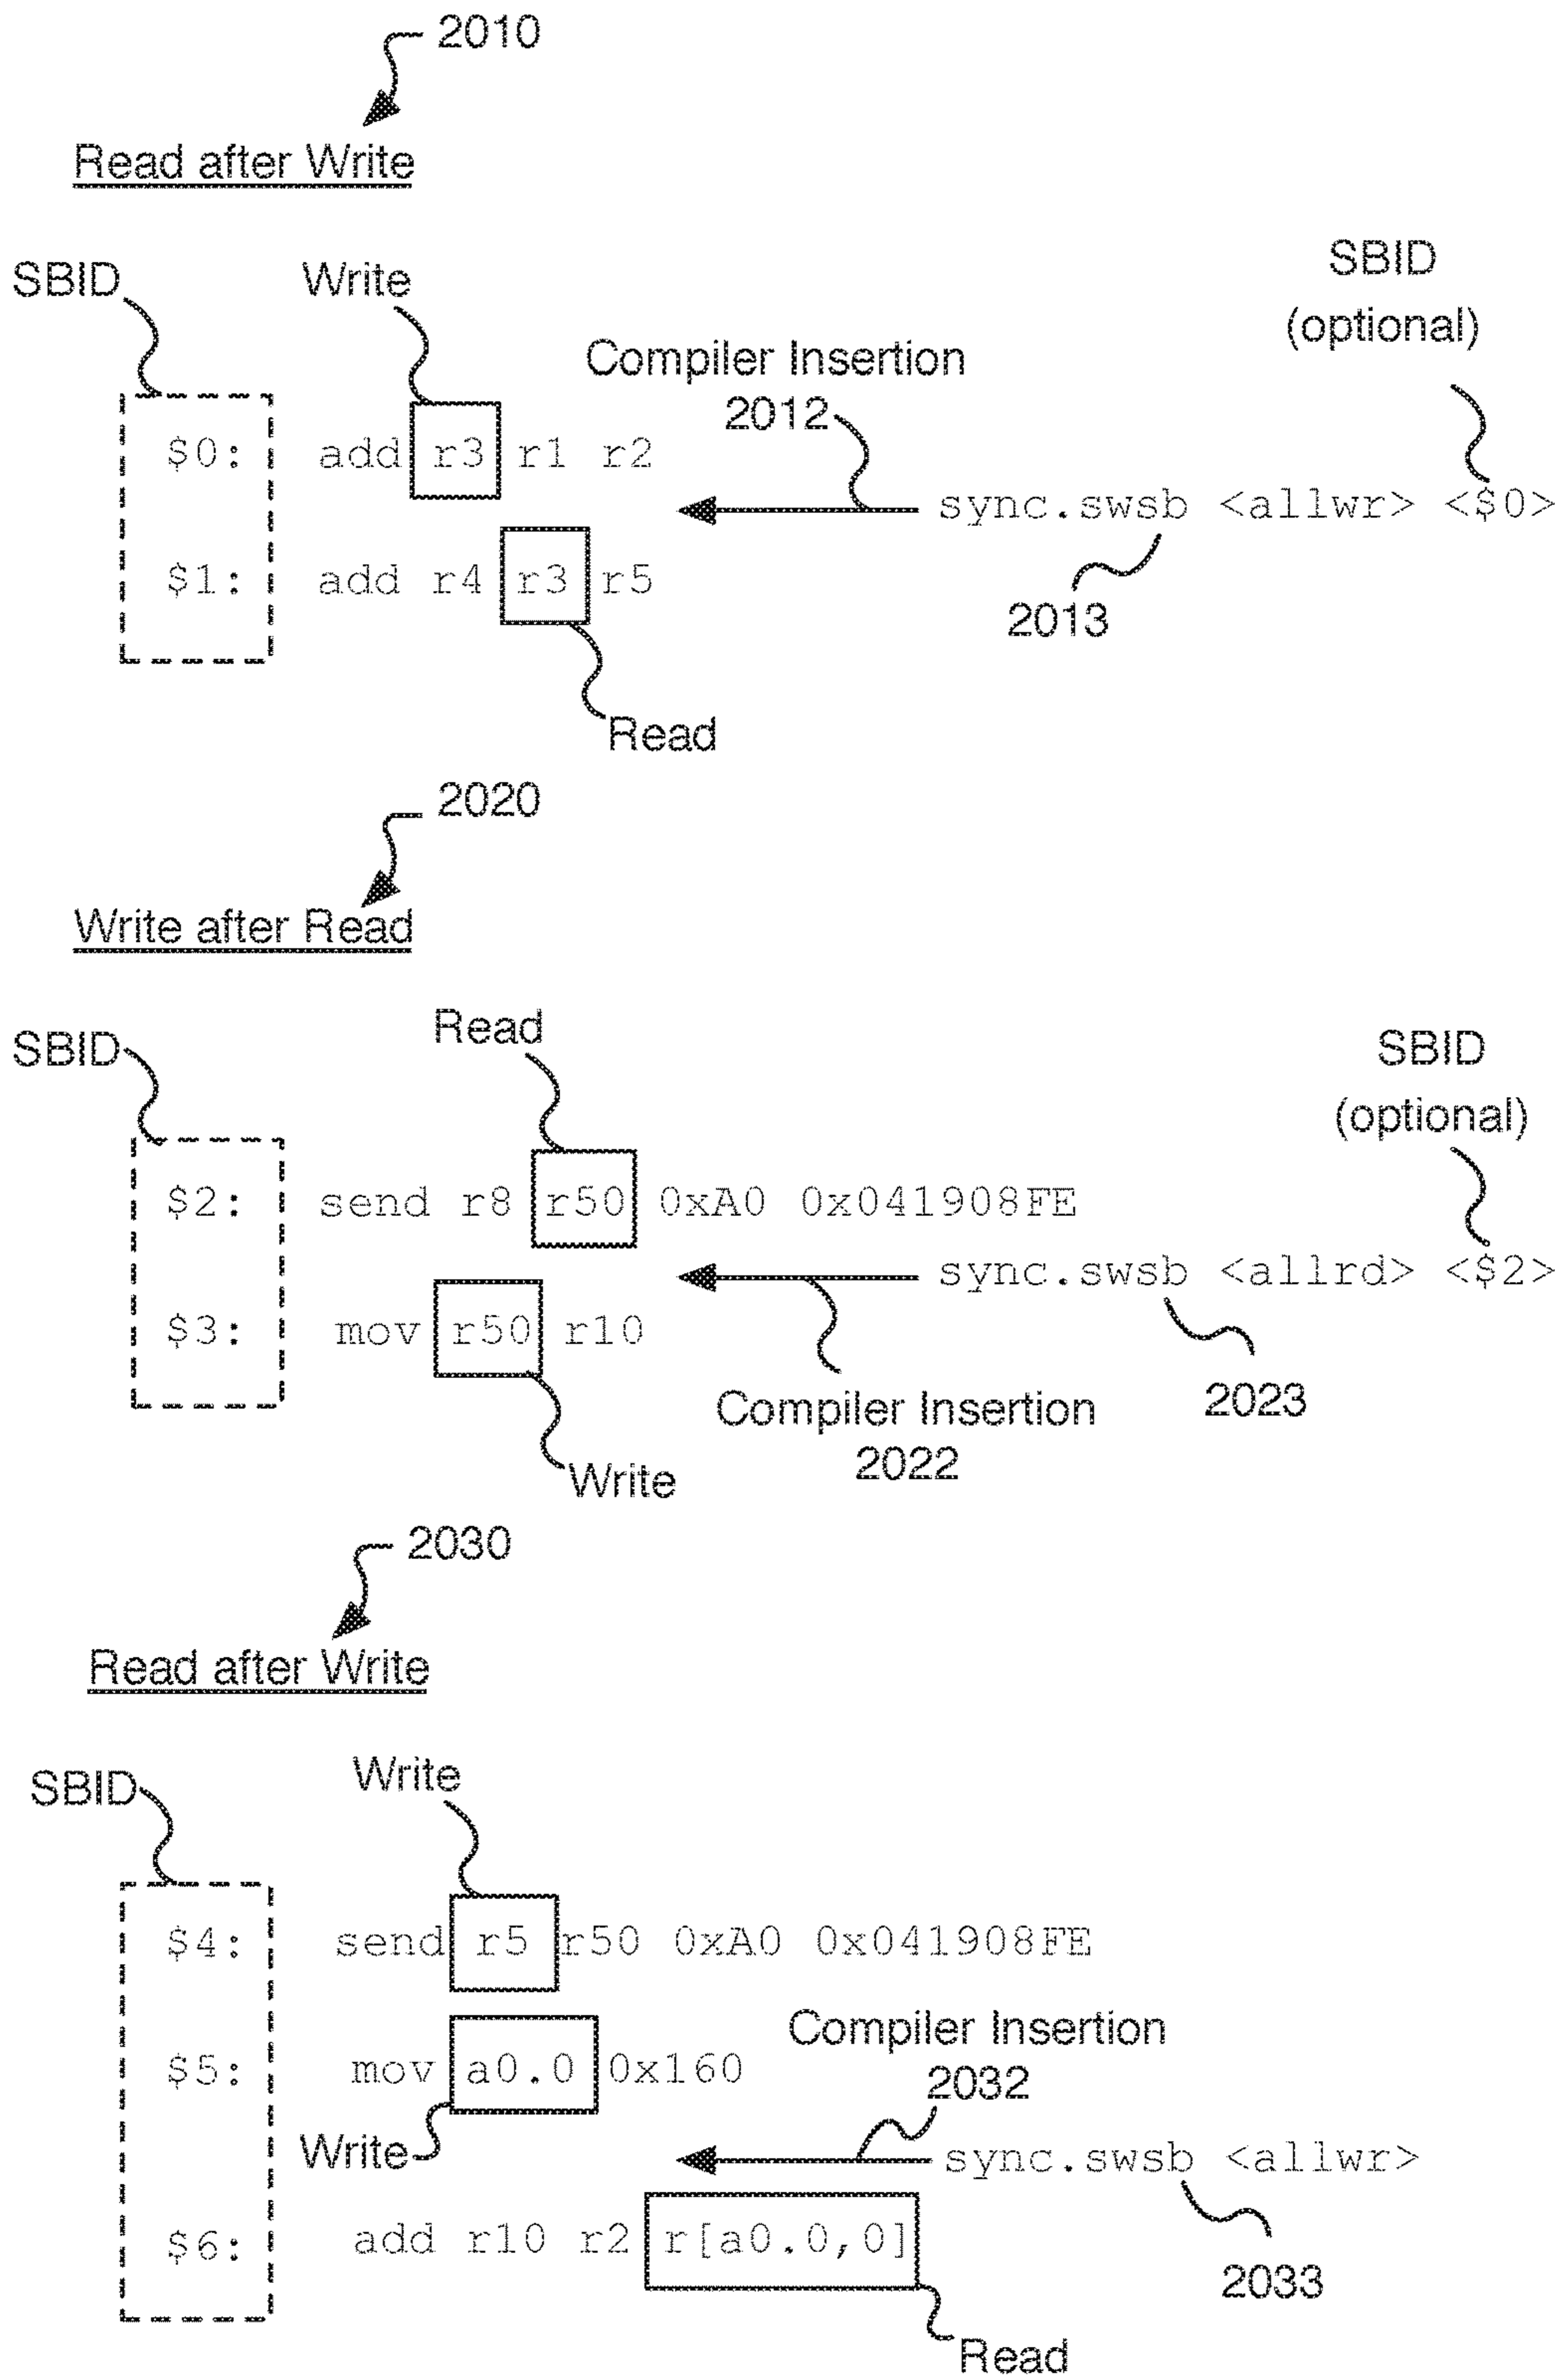 2010
Read after Write
SBID
(optional)
SBID
Write
Compiler Insertion
2012
$0: add r3 r1 r2
sync.swsb <allwr> <$0>
$1: add r4 r3 r5
2013
Read
2020
Write after Read
Read
SBID
SBID
(optional)
$2: send r8 r50 0xA0 0x041908FE
sync.swsb <allrd> <$2>
$3: mov r50 r10
2023
Compiler Insertion
2022
Write
2030
Read after Write
Write
SBID
$4: send r5 r50 0xA0 0x041908FE
Compiler Insertion
2032
$5: mov a0.0 0x160
Write
sync.swsb <allwr>
$6: add r10 r2 r[a0.0,0]
2033
Read